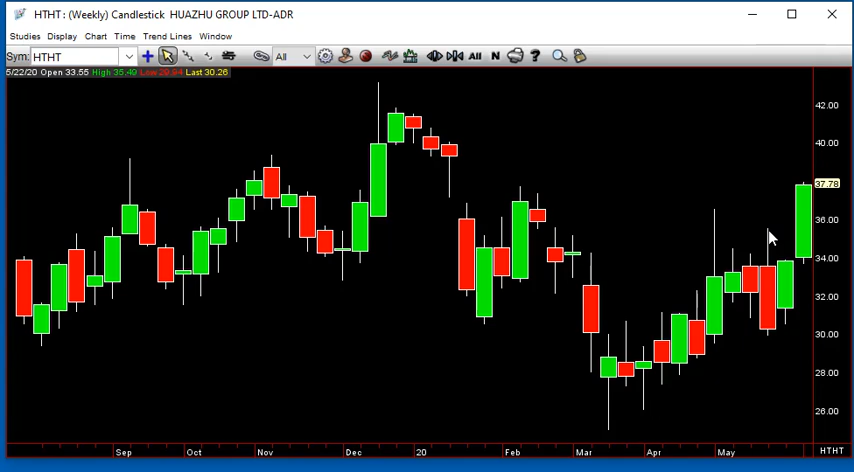 HTHT : (Weekly) Candlestick HUAZHU GROUP LTD-ADR
Studies Display Chart Time Trend Lines Window
Sym: HTHT All All N ?
5/22/20 Open 33.55 High 35.49 Low 29.94 Last 30.26
42.00
40.00
37.78
36.00
34.00
32.00
30.00
28.00
26.00
Sep Oct Nov Dec 20 Feb Mar Apr May HTHT